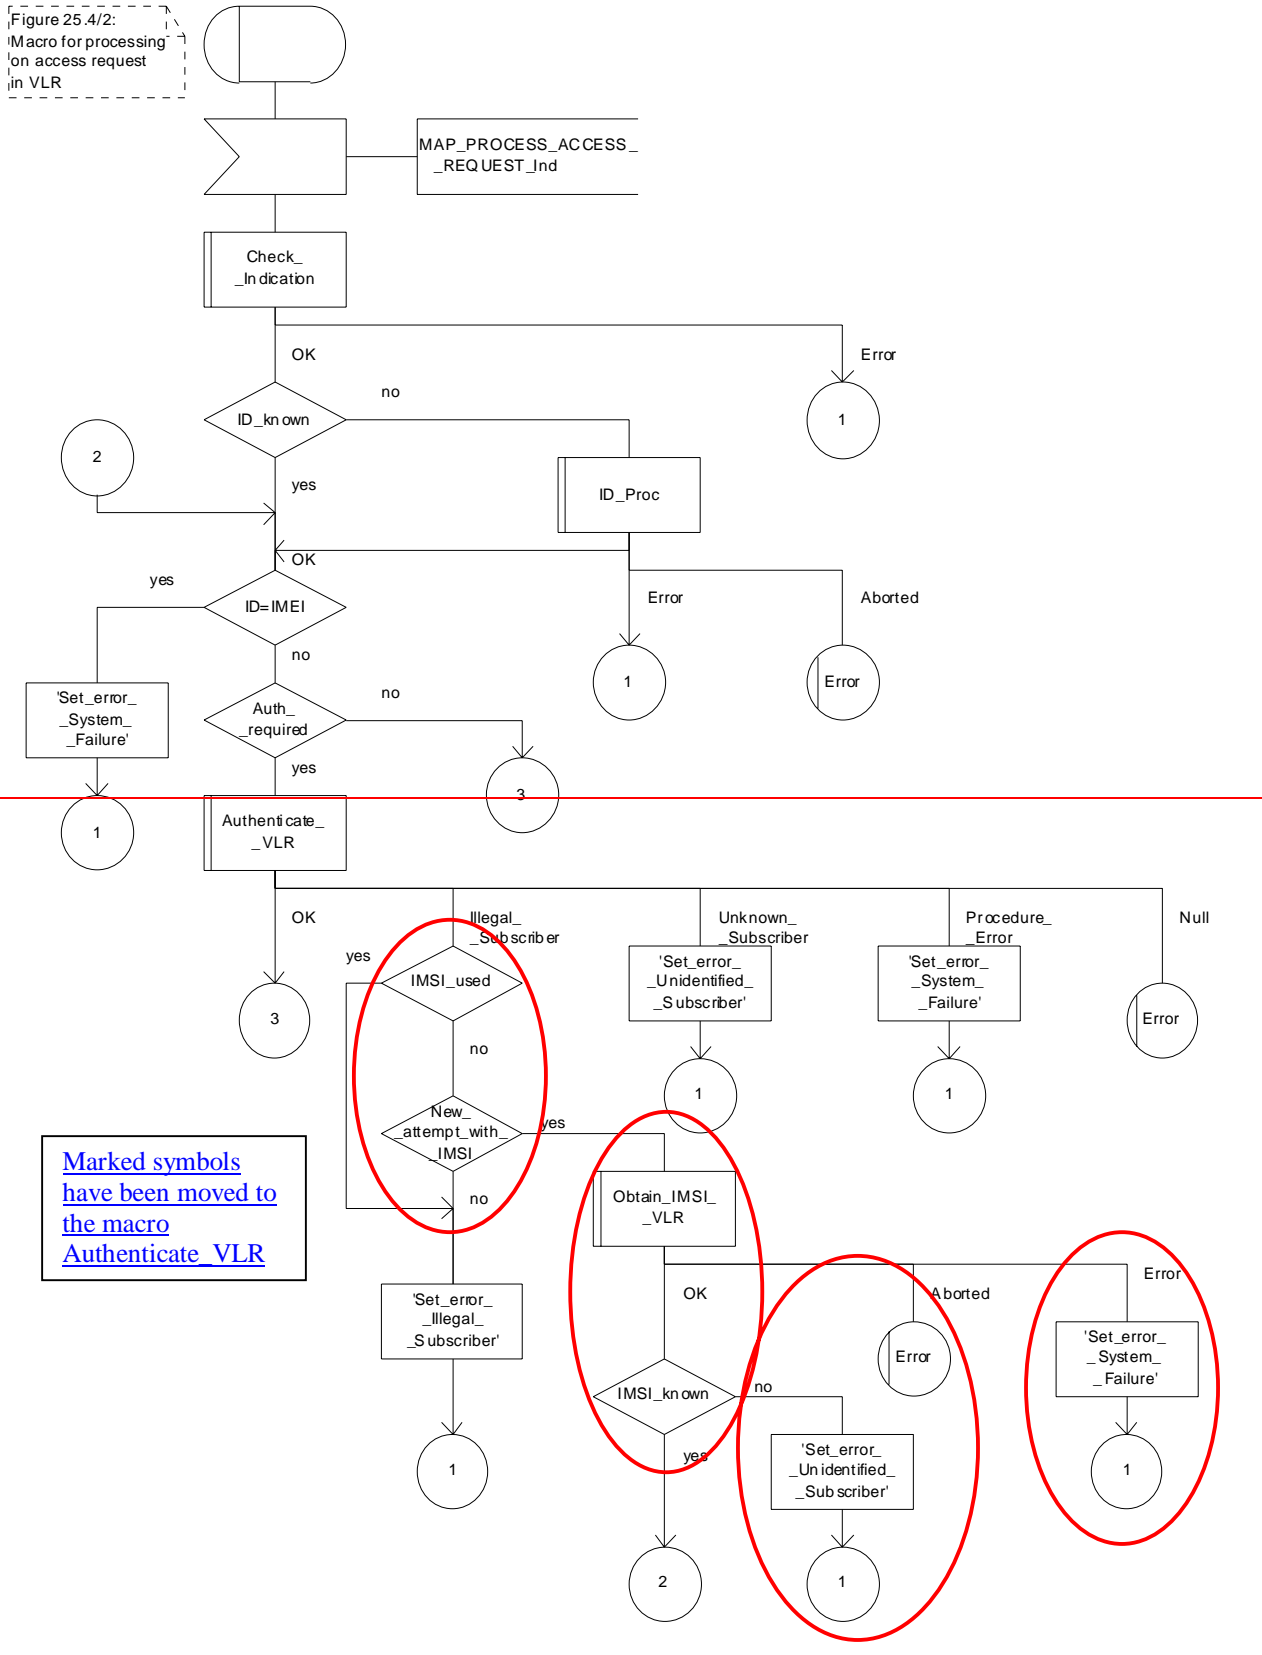 Figure 25.4/2:
Macro for processing
on access request
in VLR
MAP_PROCESS_ACCESS_
_REQUEST_Ind
Check_
_Indication
OK
Error
1
ID_known
no
2
yes
ID_Proc
OK
yes
ID=IMEI
Error
Aborted
no
1
Error
'Set_error_
_System_
_Failure'
Auth_
_required
no
yes
3
1
Authenticate_
_VLR
OK
Illegal_
_Subscriber
Unknown_
_Subscriber
Procedure_
_Error
Null
yes
IMSI_used
'Set_error_
_Unidentified_
_Subscriber'
'Set_error_
_System_
_Failure'
3
Error
no
1
1
New_
_attempt_with_
_IMSI
yes
Marked symbols
have been moved to
the macro
Authenticate_VLR
no
Obtain_IMSI_
_VLR
OK
Aborted
Error
'Set_error_
_Illegal_
_Subscriber'
Error
'Set_error_
_System_
_Failure'
IMSI_known
no
yes
'Set_error_
_Unidentified_
_Subscriber'
1
1
2
1